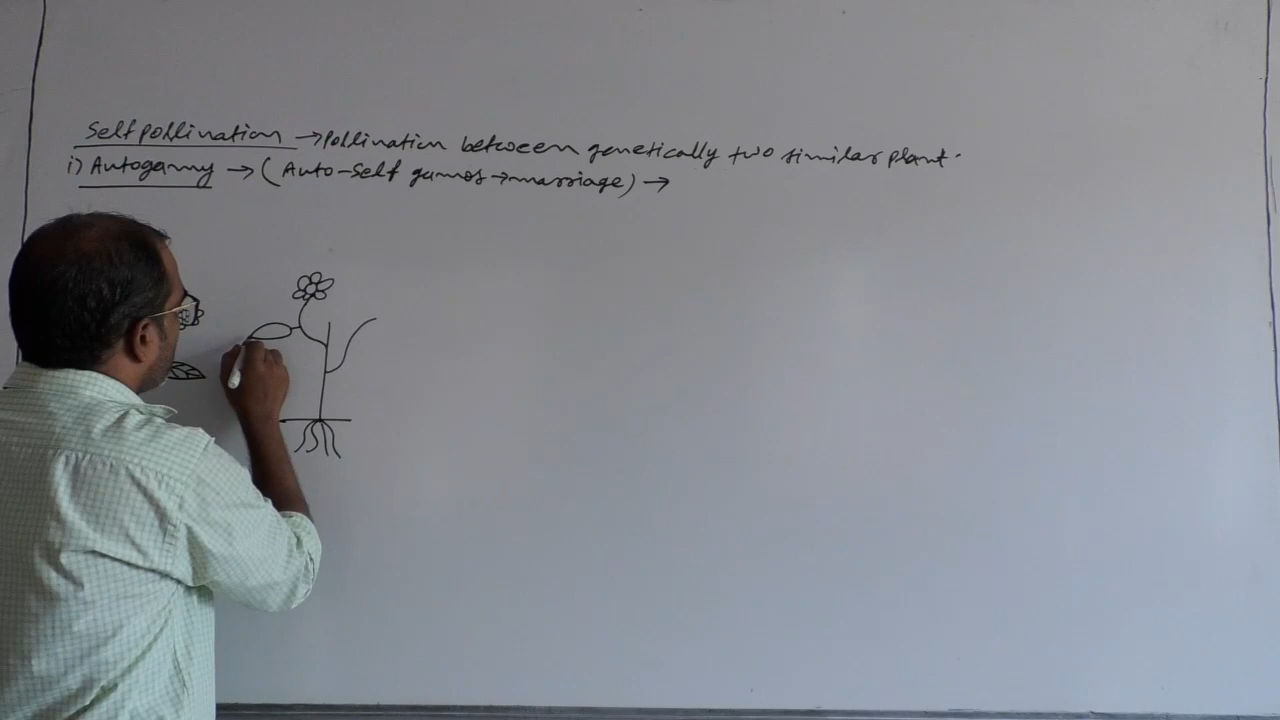 Self pollination → Pollination between genetically two similar plant.
i) Autogamy → (Auto-Self gamos→marriage) →